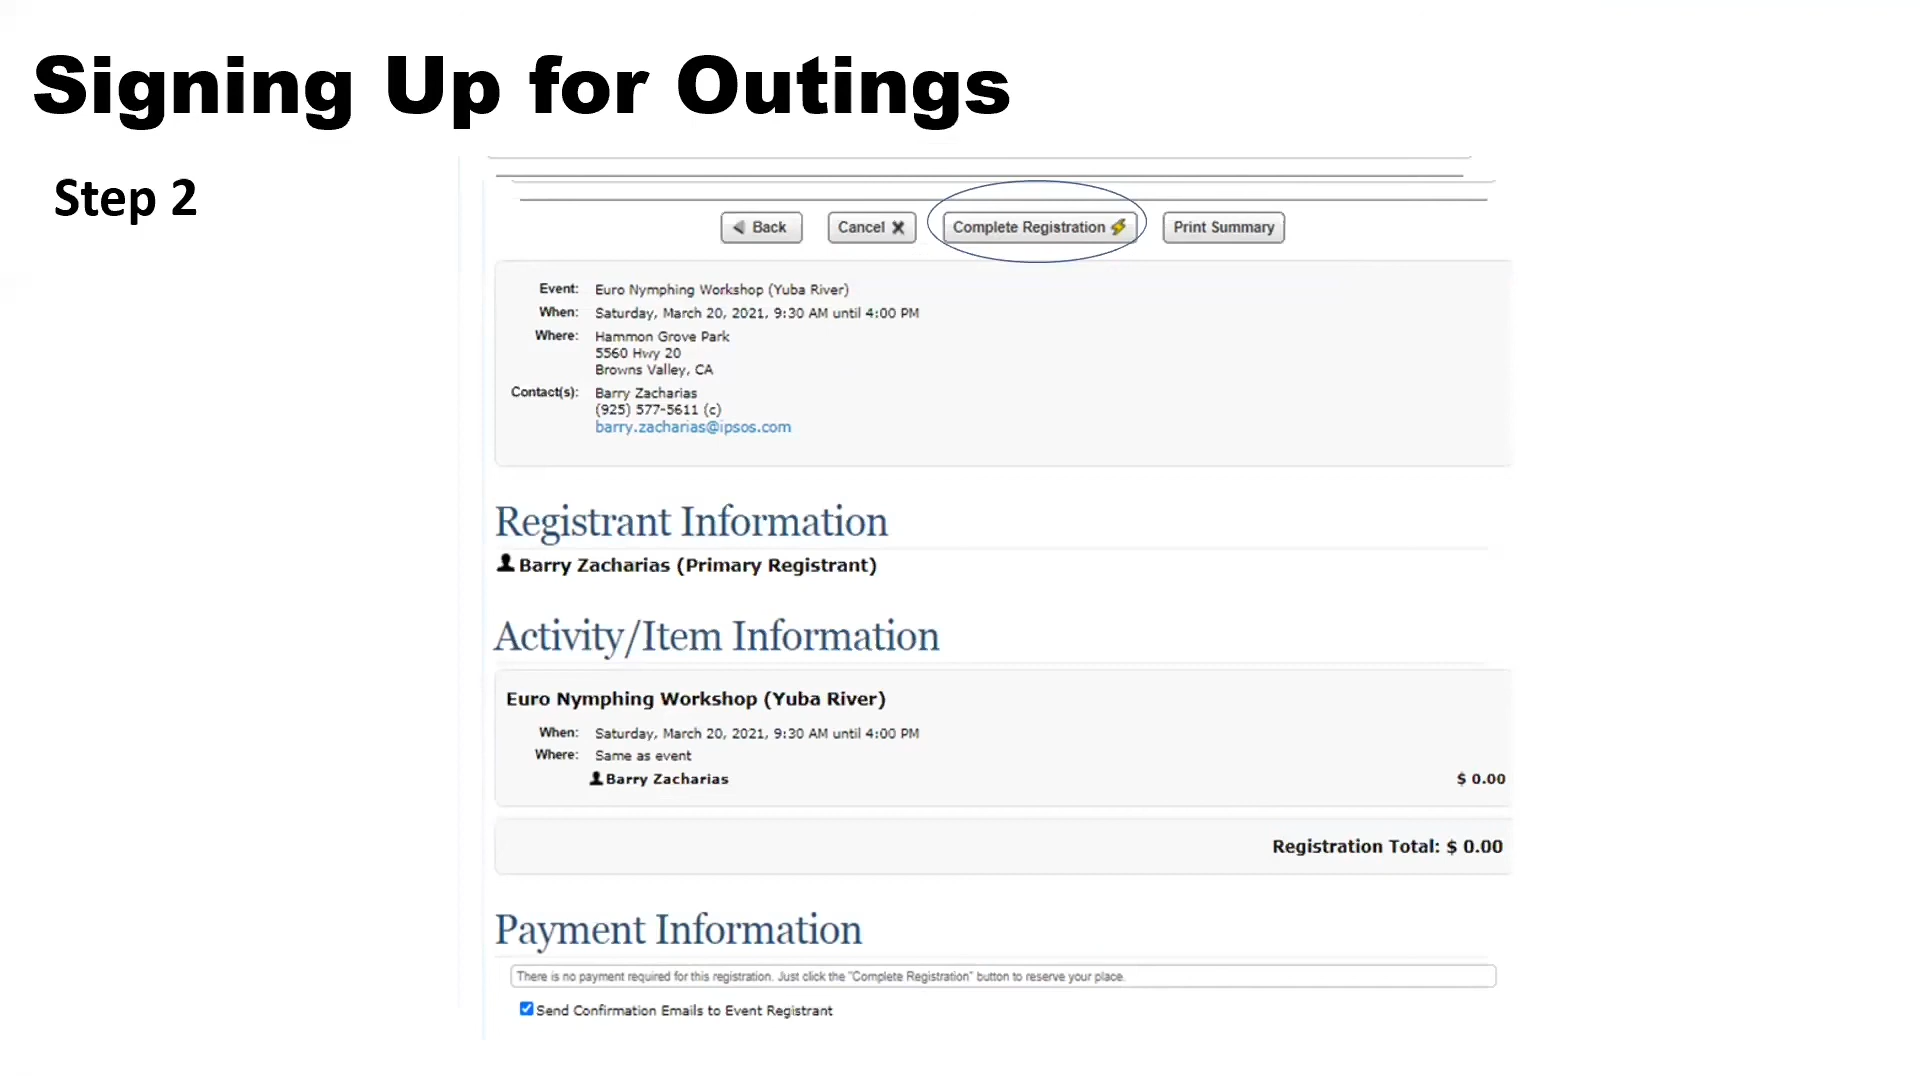 Signing Up for Outings
Step 2
Back Cancel Complete Registration Print Summary
Event: Euro Nymphing Workshop (Yuba River)
When: Saturday, March 20, 2021, 9:30 AM until 4:00 PM
Where: Hammon Grove Park
5560 Hwy 20
Browns Valley, CA
Contact(s): Barry Zacharias
(925) 577-5611 (c)
barry.zacharias@ipsos.com
Registrant Information
Barry Zacharias (Primary Registrant)
Activity/Item Information
Euro Nymphing Workshop (Yuba River)
When: Saturday, March 20, 2021, 9:30 AM until 4:00 PM
Where: Same as event
Barry Zacharias $ 0.00
Registration Total: $ 0.00
Payment Information
There is no payment required for this registration. Just click the "Complete Registration" button to reserve your place.
Send Confirmation Emails to Event Registrant